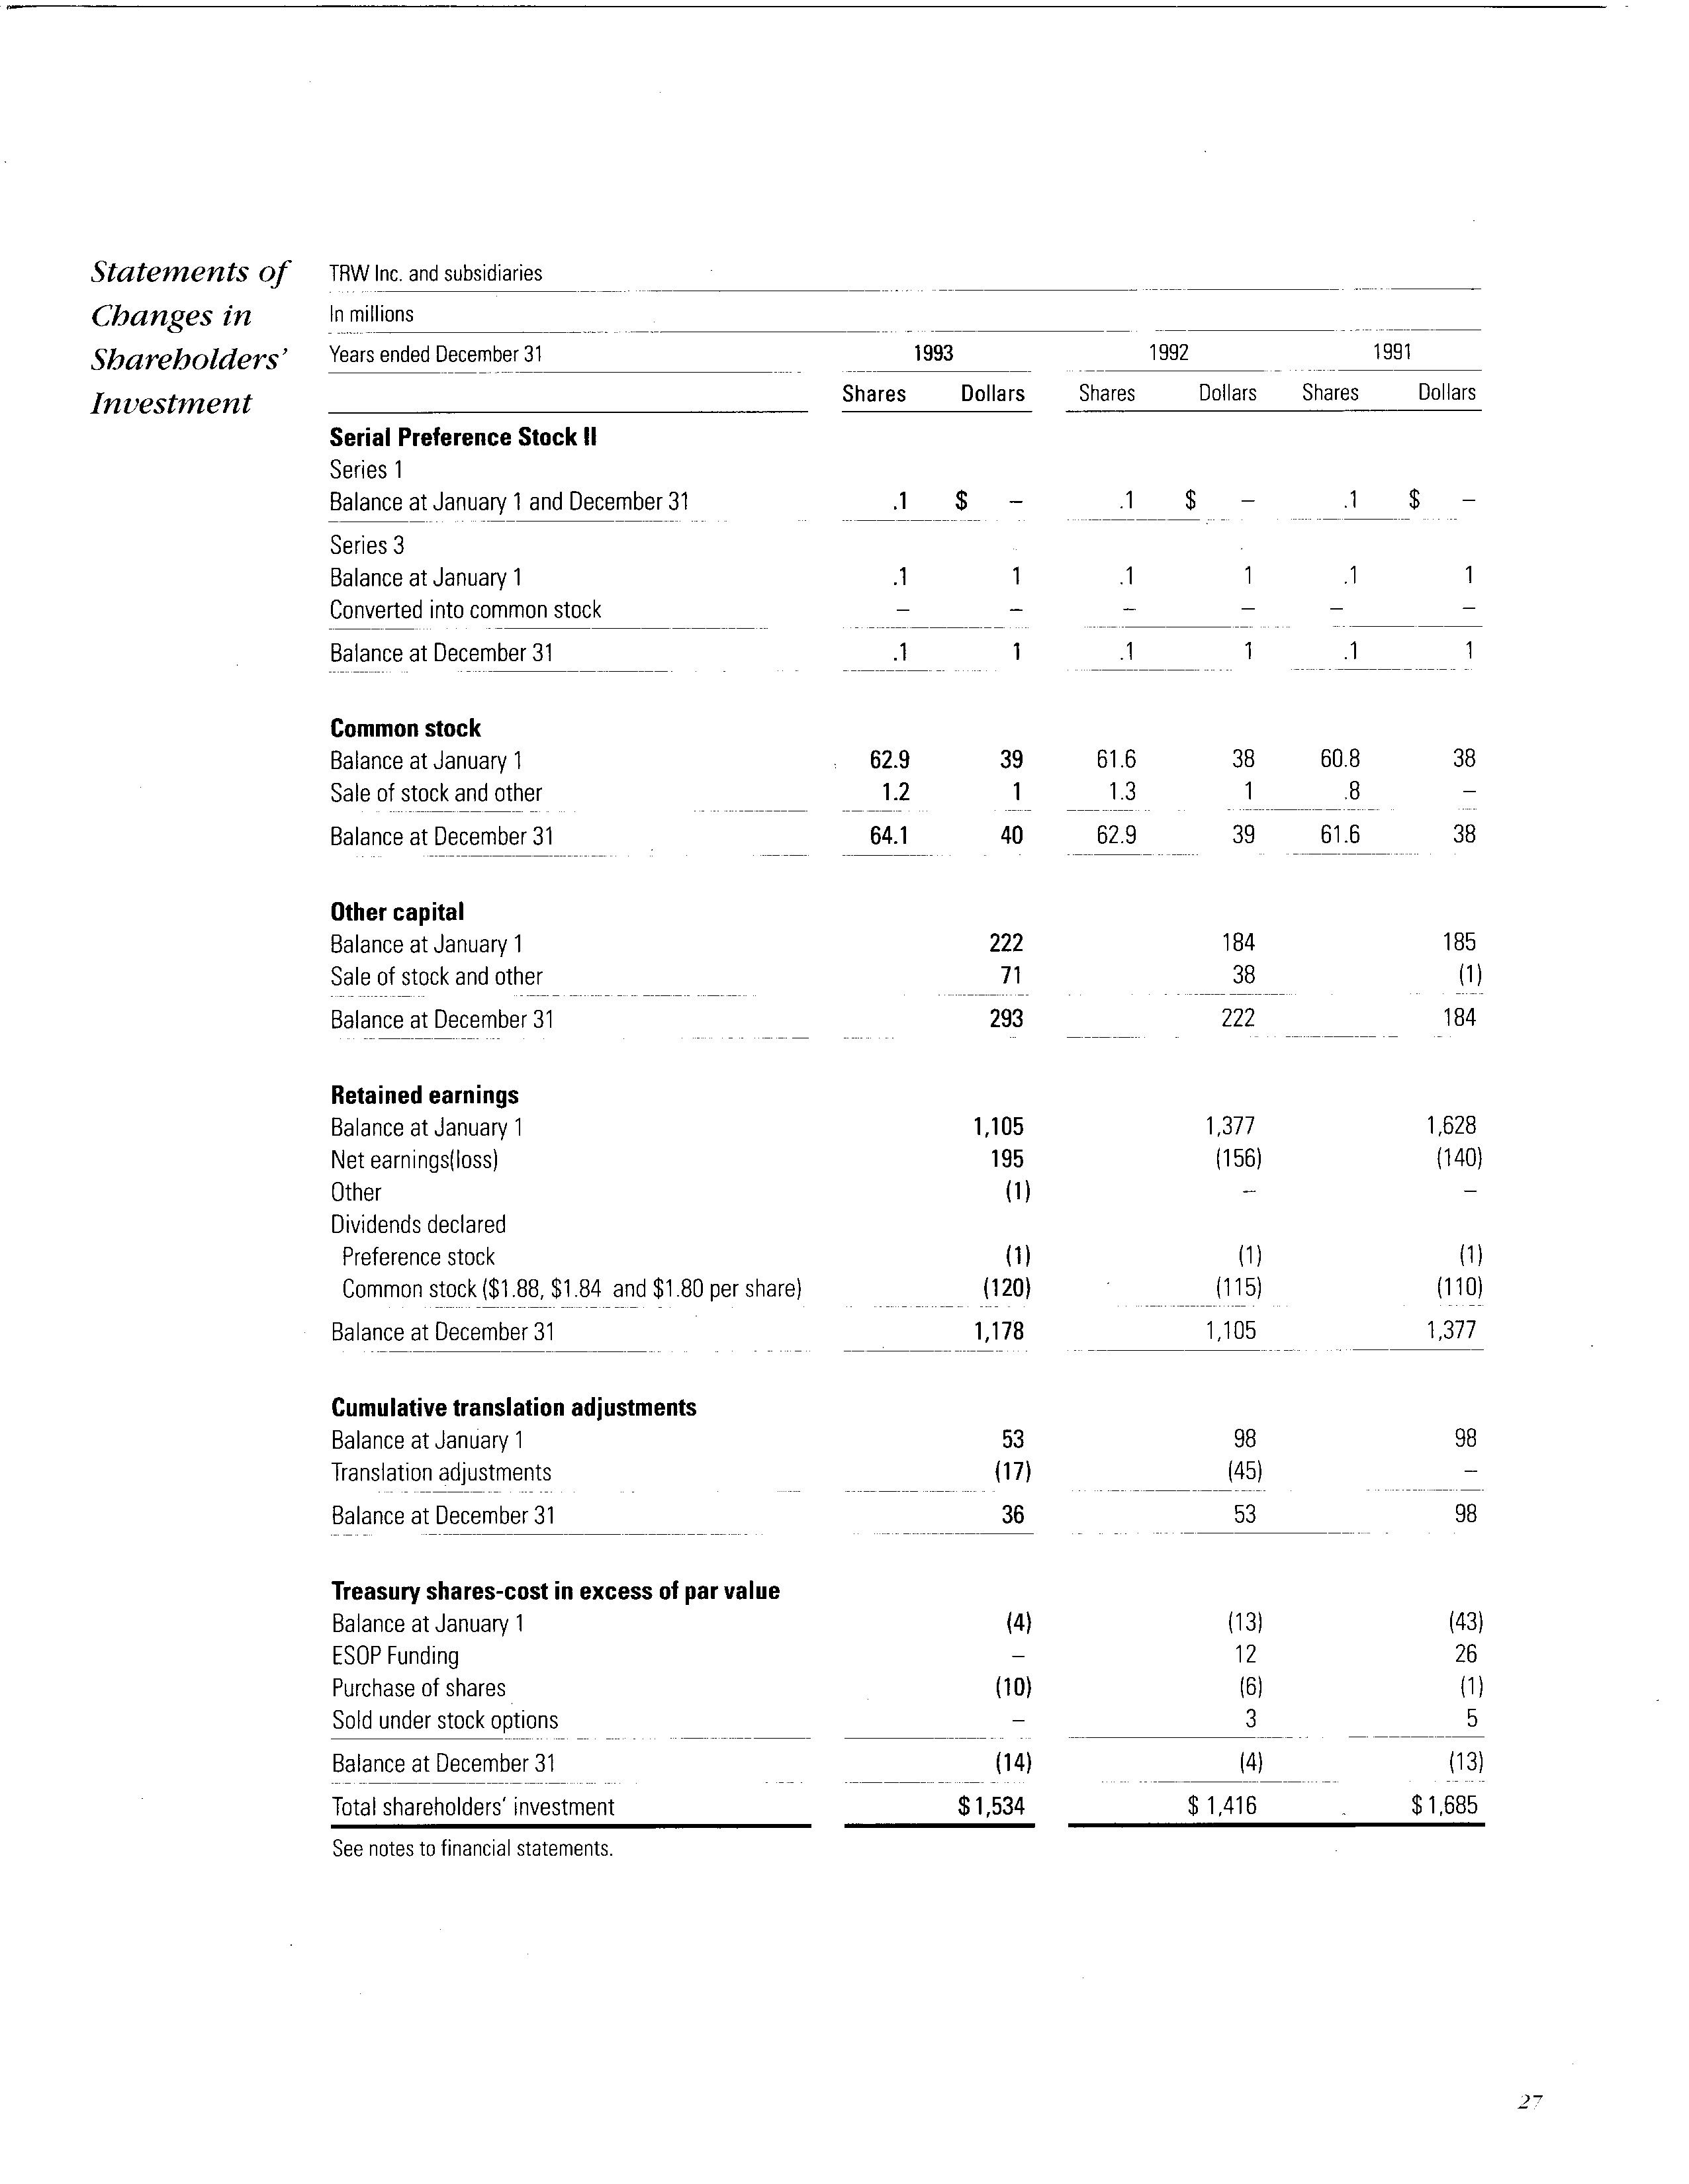 Statements of
Changes in
Shareholders'
Investment
TRW Inc. and subsidiaries
In millions
Years ended December 31 1993 1992 1991
Shares Dollars Shares Dollars Shares Dollars
Serial Preference Stock II
Series 1
Balance at January 1 and December 31 .1 $ – .1 $ – .1 $ –
Series 3
Balance at January 1 .1 1 .1 1 .1 1
Converted into common stock – – – – – –
Balance at December 31 .1 1 .1 1 .1 1
Common stock
Balance at January 1 62.9 39 61.6 38 60.8 38
Sale of stock and other 1.2 1 1.3 1 .8 –
Balance at December 31 64.1 40 62.9 39 61.6 38
Other capital
Balance at January 1 222 184 185
Sale of stock and other 71 38 (1)
Balance at December 31 293 222 184
Retained earnings
Balance at January 1 1,105 1,377 1,628
Net earnings(loss) 195 (156) (140)
Other (1) – –
Dividends declared
Preference stock (1) (1) (1)
Common stock ($1.88, $1.84 and $1.80 per share) (120) (115) (110)
Balance at December 31 1,178 1,105 1,377
Cumulative translation adjustments
Balance at January 1 53 98 98
Translation adjustments (17) (45) –
Balance at December 31 36 53 98
Treasury shares-cost in excess of par value
Balance at January 1 (4) (13) (43)
ESOP Funding – 12 26
Purchase of shares (10) (6) (1)
Sold under stock options – 3 5
Balance at December 31 (14) (4) (13)
Total shareholders' investment $ 1,534 $ 1,416 $ 1,685
See notes to financial statements.
27